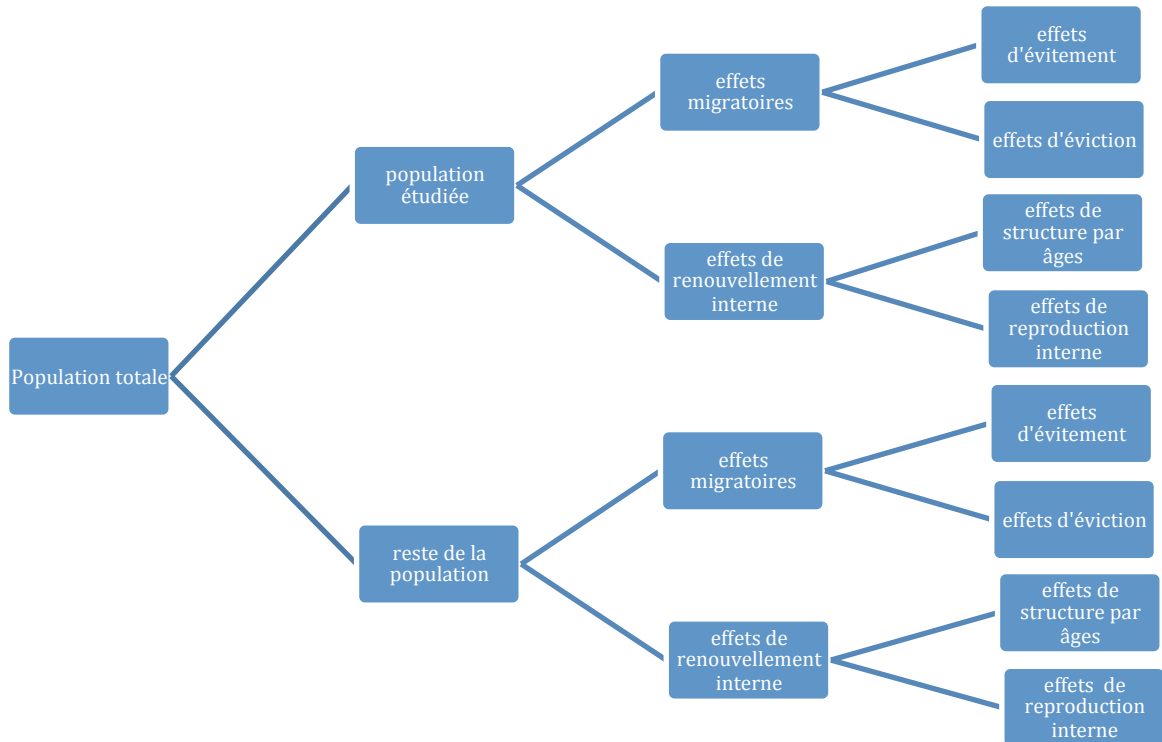 Population totale
population
étudiée
effets
migratoires
effets
d'évitement
effets d'éviction
effets de
renouvellement
interne
effets de
structure par
âges
effets de
reproduction
interne
reste de la
population
effets
migratoires
effets
d'évitement
effets d'éviction
effets de
renouvellement
interne
effets de
structure par
âges
effets  de
reproduction
interne